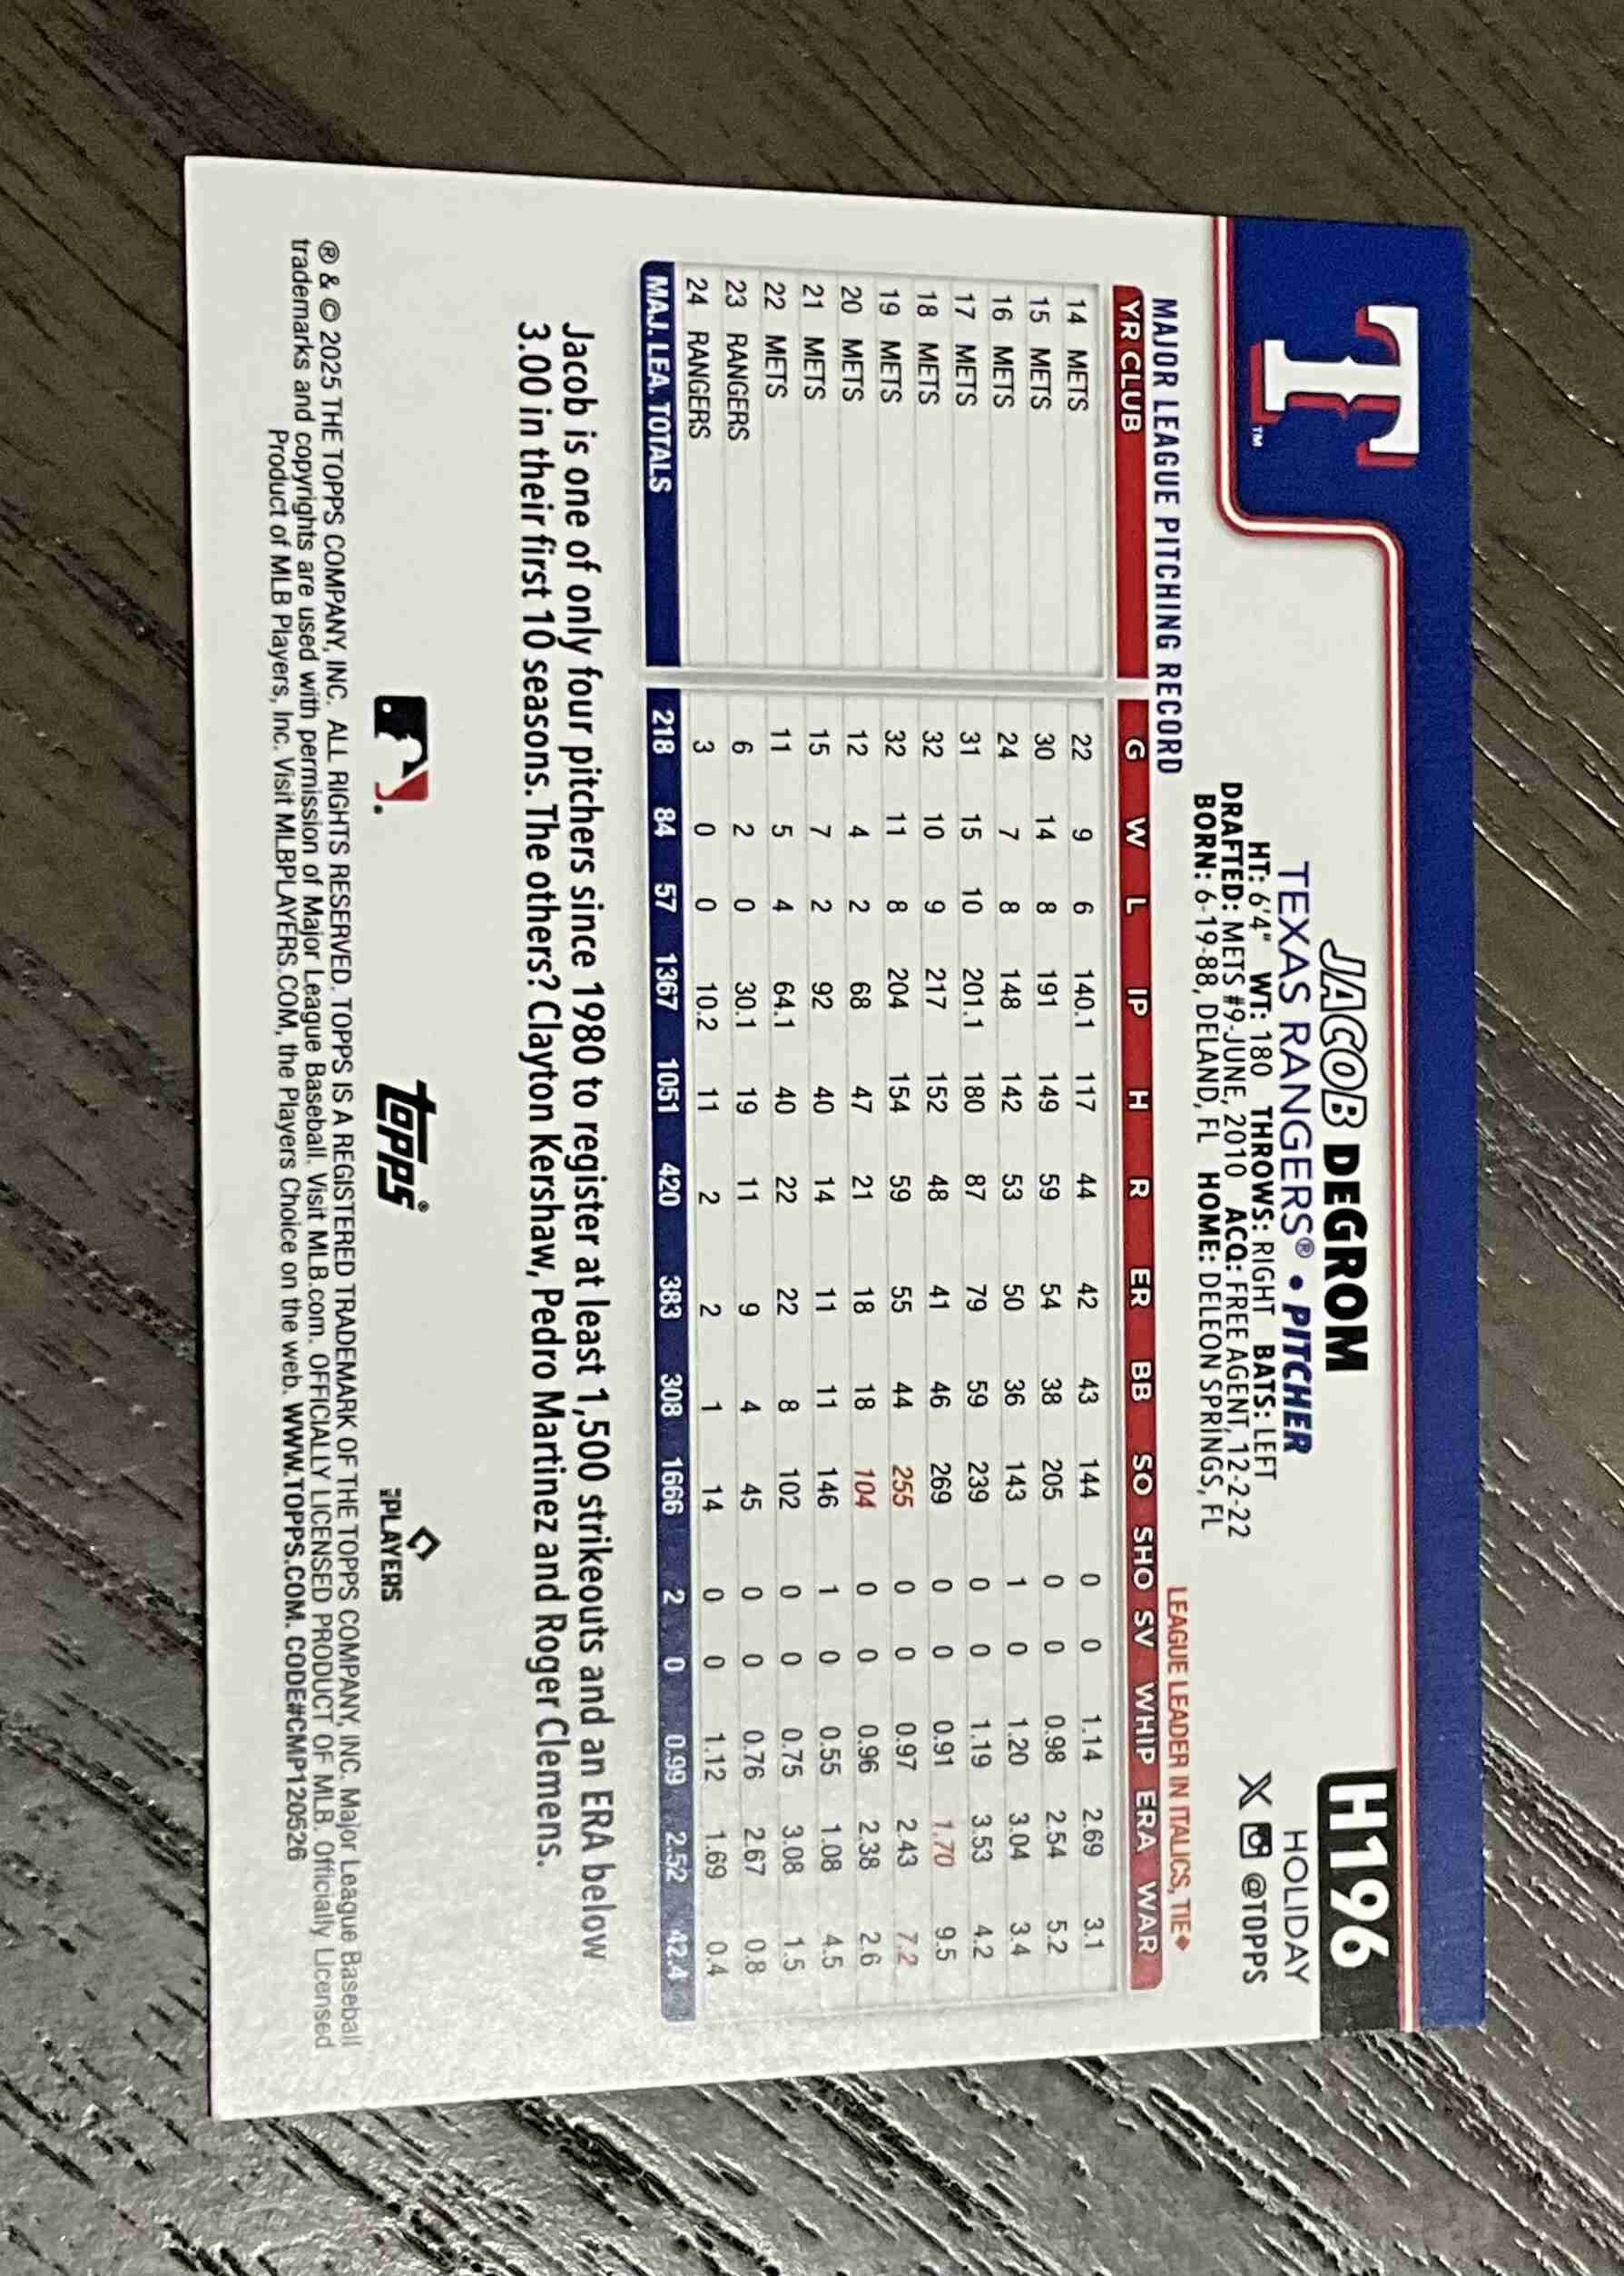 T™
H196
JACOB DEGROM
HOLIDAY
TEXAS RANGERS® • PITCHER
X @TOPPS
HT: 6'4" WT: 180 THROWS: RIGHT BATS: LEFT
DRAFTED: METS #9-JUNE, 2010 ACQ: FREE AGENT, 12-2-22
BORN: 6-19-88, DELAND, FL HOME: DELEON SPRINGS, FL
MAJOR LEAGUE PITCHING RECORD LEAGUE LEADER IN ITALICS, TIE♦
YR CLUB G W L IP H R ER BB SO SHO SV WHIP ERA WAR
14 METS 22 9 6 140.1 117 44 42 43 144 0 0 1.14 2.69 3.1
15 METS 30 14 8 191 149 59 54 38 205 0 0 0.98 2.54 5.2
16 METS 24 7 8 148 142 53 50 36 143 1 0 1.20 3.04 3.4
17 METS 31 15 10 201.1 180 87 79 59 239 0 0 1.19 3.53 4.2
18 METS 32 10 9 217 152 48 41 46 269 0 0 0.91 1.70 9.5
19 METS 32 11 8 204 154 59 55 44 255 0 0 0.97 2.43 7.2
20 METS 12 4 2 68 47 21 18 18 104 0 0 0.96 2.38 2.6
21 METS 15 7 2 92 40 14 11 11 146 1 0 0.55 1.08 4.5
22 METS 11 5 4 64.1 40 22 22 8 102 0 0 0.75 3.08 1.5
23 RANGERS 6 2 0 30.1 19 11 9 4 45 0 0 0.76 2.67 0.8
24 RANGERS 3 0 0 10.2 11 2 2 1 14 0 0 1.12 1.69 0.4
MAJ. LEA. TOTALS 218 84 57 1367 1051 420 383 308 1666 2 0 0.99 2.52 42.4
Jacob is one of only four pitchers since 1980 to register at least 1,500 strikeouts and an ERA below
3.00 in their first 10 seasons. The others? Clayton Kershaw, Pedro Martinez and Roger Clemens.
topps®
PLAYERS
® & © 2025 THE TOPPS COMPANY, INC. ALL RIGHTS RESERVED. TOPPS IS A REGISTERED TRADEMARK OF THE TOPPS COMPANY, INC. Major League Baseball
trademarks and copyrights are used with permission of Major League Baseball. Visit MLB.com. OFFICIALLY LICENSED PRODUCT OF MLB. Officially Licensed
Product of MLB Players, Inc. Visit MLBPLAYERS.COM, the Players Choice on the web. WWW.TOPPS.COM. CODE#CMP120526